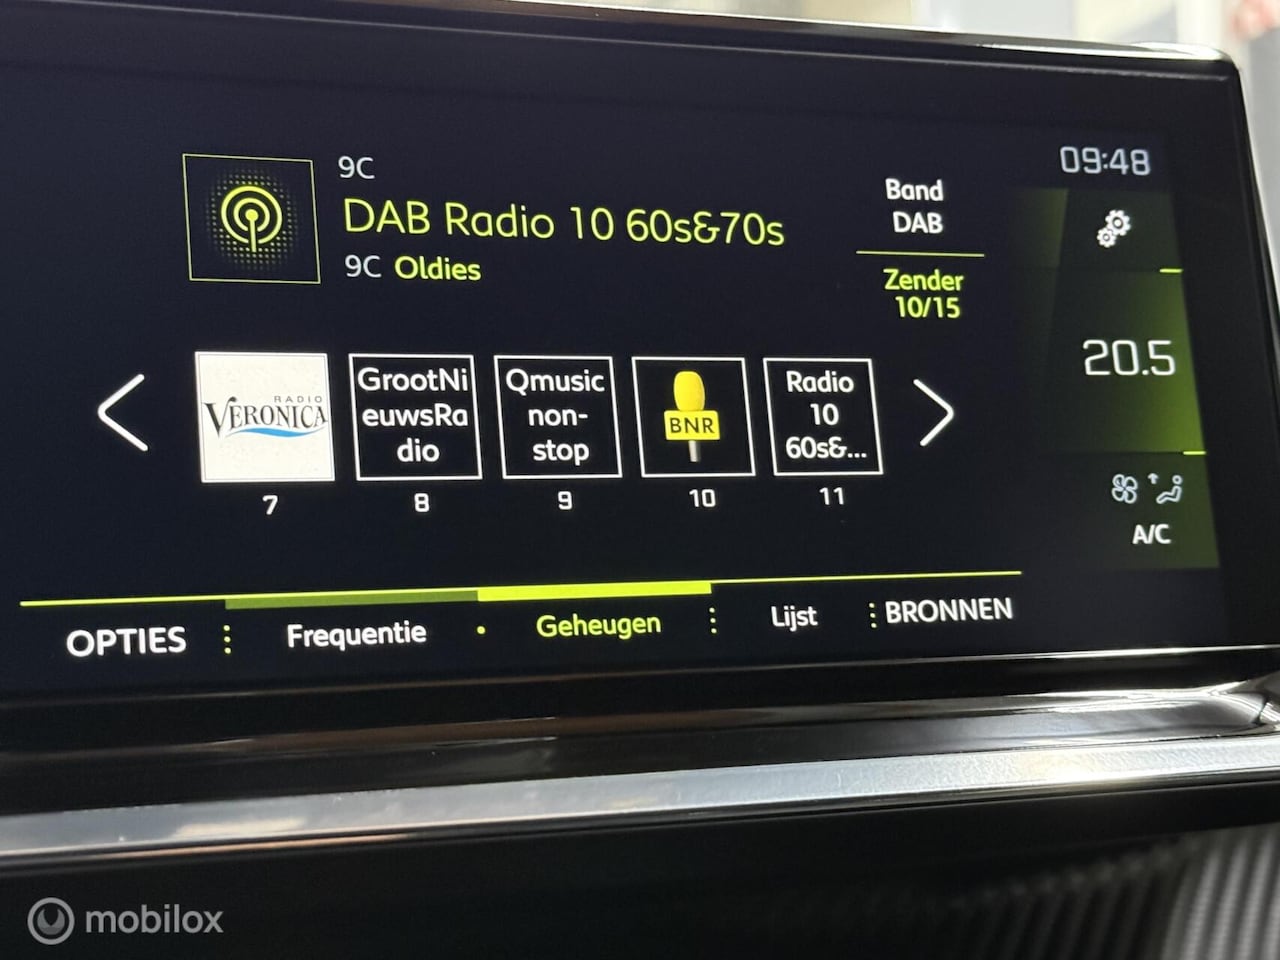 9C
DAB Radio 10 60s&70s
9C Oldies
Band
DAB
Zender
10/15
09:48
20.5
A/C
RADIO
VERONICA
7
GrootNi
euwsRa
dio
8
Qmusic
non-
stop
9
BNR
10
Radio
10
60s&...
11
OPTIES
Frequentie
Geheugen
Lijst
BRONNEN
mobilox